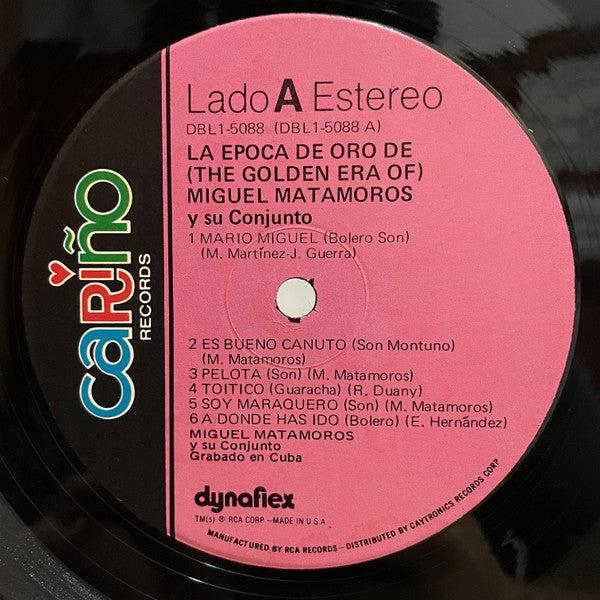 cariño
RECORDS
Lado A Estereo
DBL1-5088 (DBL1-5088 A)
LA EPOCA DE ORO DE
(THE GOLDEN ERA OF)
MIGUEL MATAMOROS
y su Conjunto
1 MARIO MIGUEL (Bolero Son)
(M. Martínez-J. Guerra)
2 ES BUENO CANUTO (Son Montuno)
(M. Matamoros)
3 PELOTA (Son) (M. Matamoros)
4 TOITICO (Guaracha) (R. Duany)
5 SOY MARAQUERO (Son) (M. Matamoros)
6 A DONDE HAS IDO (Bolero) (E. Hernández)
MIGUEL MATAMOROS
y su Conjunto
Grabado en Cuba
dynaflex
TM(s) ® RCA CORP -MADE IN U.S.A.
MANUFACTURED BY RCA RECORDS-DISTRIBUTED BY CAYTRONICS RECORDS CORP